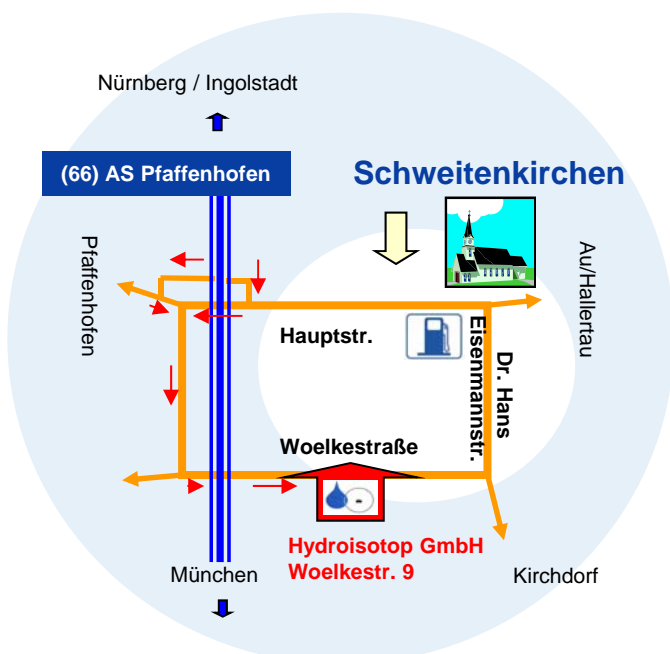 Nürnberg / Ingolstadt
(66) AS Pfaffenhofen
Schweitenkirchen
Pfaffenhofen
Au/Hallertau
Hauptstr.
Dr. Hans
Eisenmannstr.
Woelkestraße
Hydroisotop GmbH
Woelkestr. 9
München
Kirchdorf